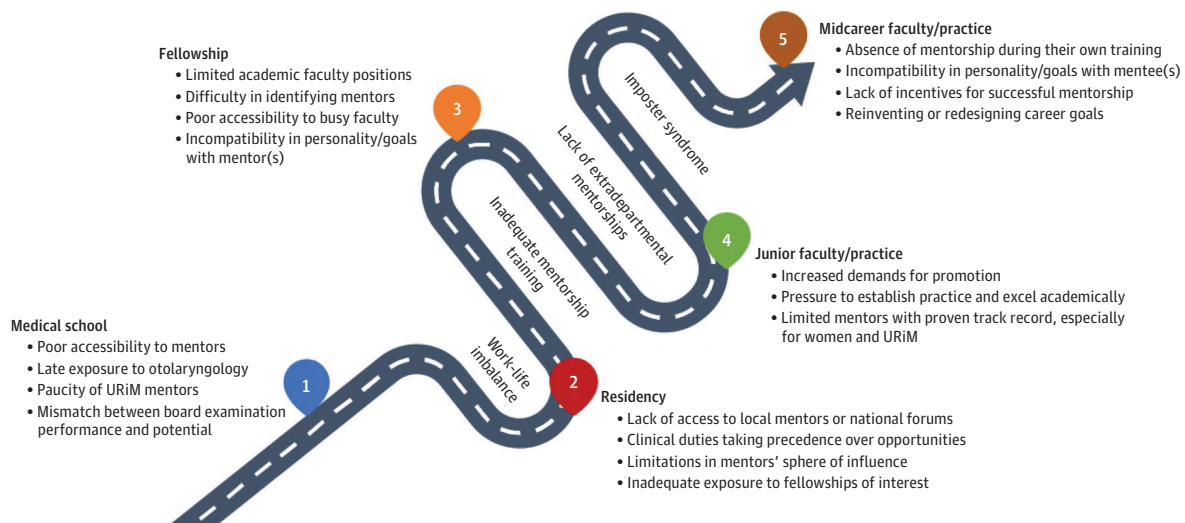 Medical school
• Poor accessibility to mentors
• Late exposure to otolaryngology
• Paucity of URiM mentors
• Mismatch between board examination
performance and potential
1
Work-life
imbalance
2
Residency
• Lack of access to local mentors or national forums
• Clinical duties taking precedence over opportunities
• Limitations in mentors’ sphere of influence
• Inadequate exposure to fellowships of interest
Inadequate mentorship
training
Fellowship
• Limited academic faculty positions
• Difficulty in identifying mentors
• Poor accessibility to busy faculty
• Incompatibility in personality/goals
with mentor(s)
3
Lack of extradepartmental
mentorships
4
Junior faculty/practice
• Increased demands for promotion
• Pressure to establish practice and excel academically
• Limited mentors with proven track record, especially
for women and URiM
Imposter syndrome
5
Midcareer faculty/practice
• Absence of mentorship during their own training
• Incompatibility in personality/goals with mentee(s)
• Lack of incentives for successful mentorship
• Reinventing or redesigning career goals